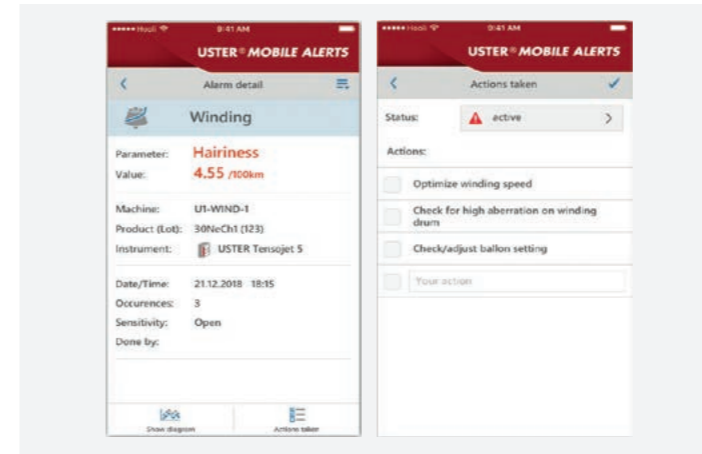 Hooli 9:41 AM
USTER® MOBILE ALERTS
Alarm detail
Winding
Parameter: Hairiness
Value: 4.55 /100km
Machine: U1-WIND-1
Product (Lot): 30NeCh1 (123)
Instrument: USTER Tensojet 5
Date/Time: 21.12.2018 18:15
Occurences: 3
Sensitivity: Open
Done by:
Show diagram
Actions taken
Hooli 9:41 AM
USTER® MOBILE ALERTS
Actions taken
Status: active
Actions:
Optimize winding speed
Check for high aberration on winding
drum
Check/adjust ballon setting
Your action